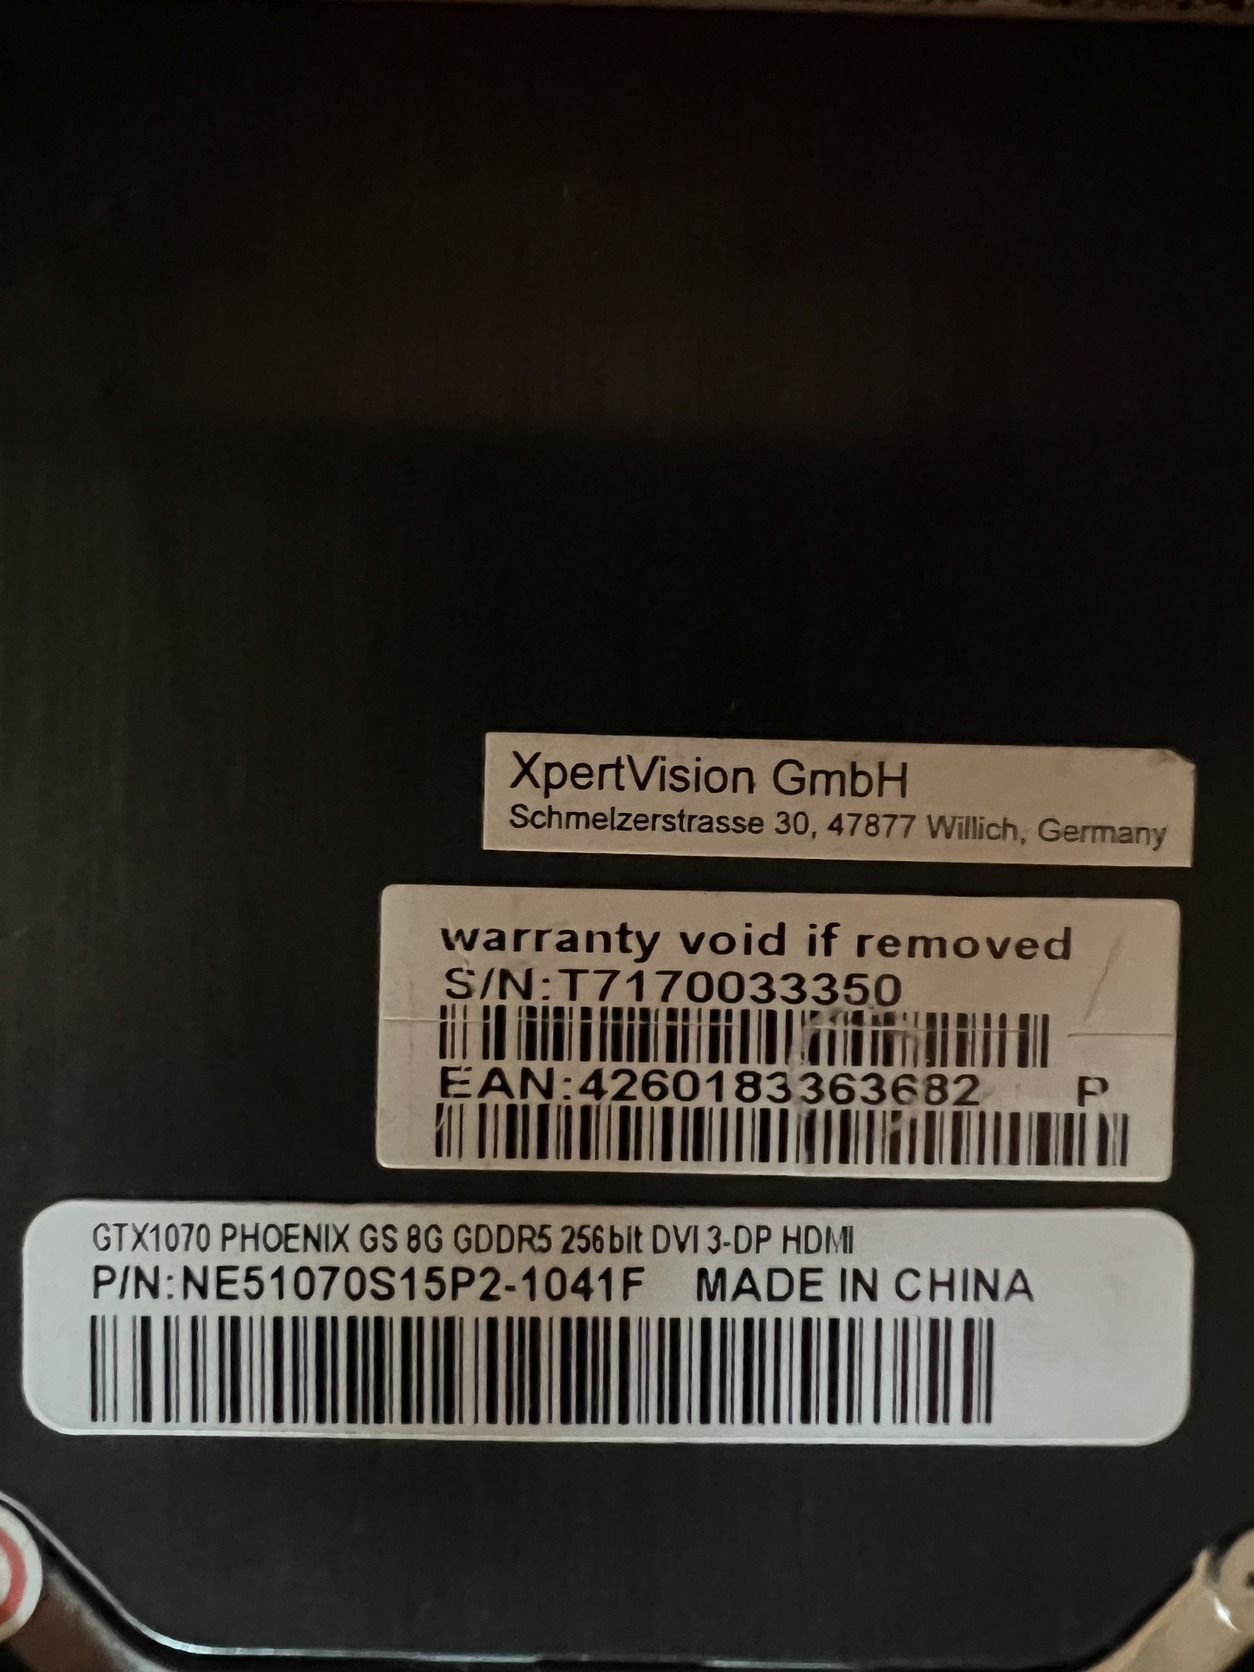 XpertVision GmbH
Schmelzerstrasse 30, 47877 Willich, Germany
warranty void if removed
S/N:T7170033350
EAN:4260183363682 P
GTX1070 PHOENIX GS 8G GDDR5 256bit DVI 3-DP HDMI
P/N:NE51070S15P2-1041F MADE IN CHINA